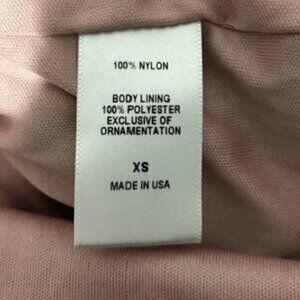 100% NYLON
BODY LINING
100% POLYESTER
EXCLUSIVE OF
ORNAMENTATION
XS
MADE IN USA